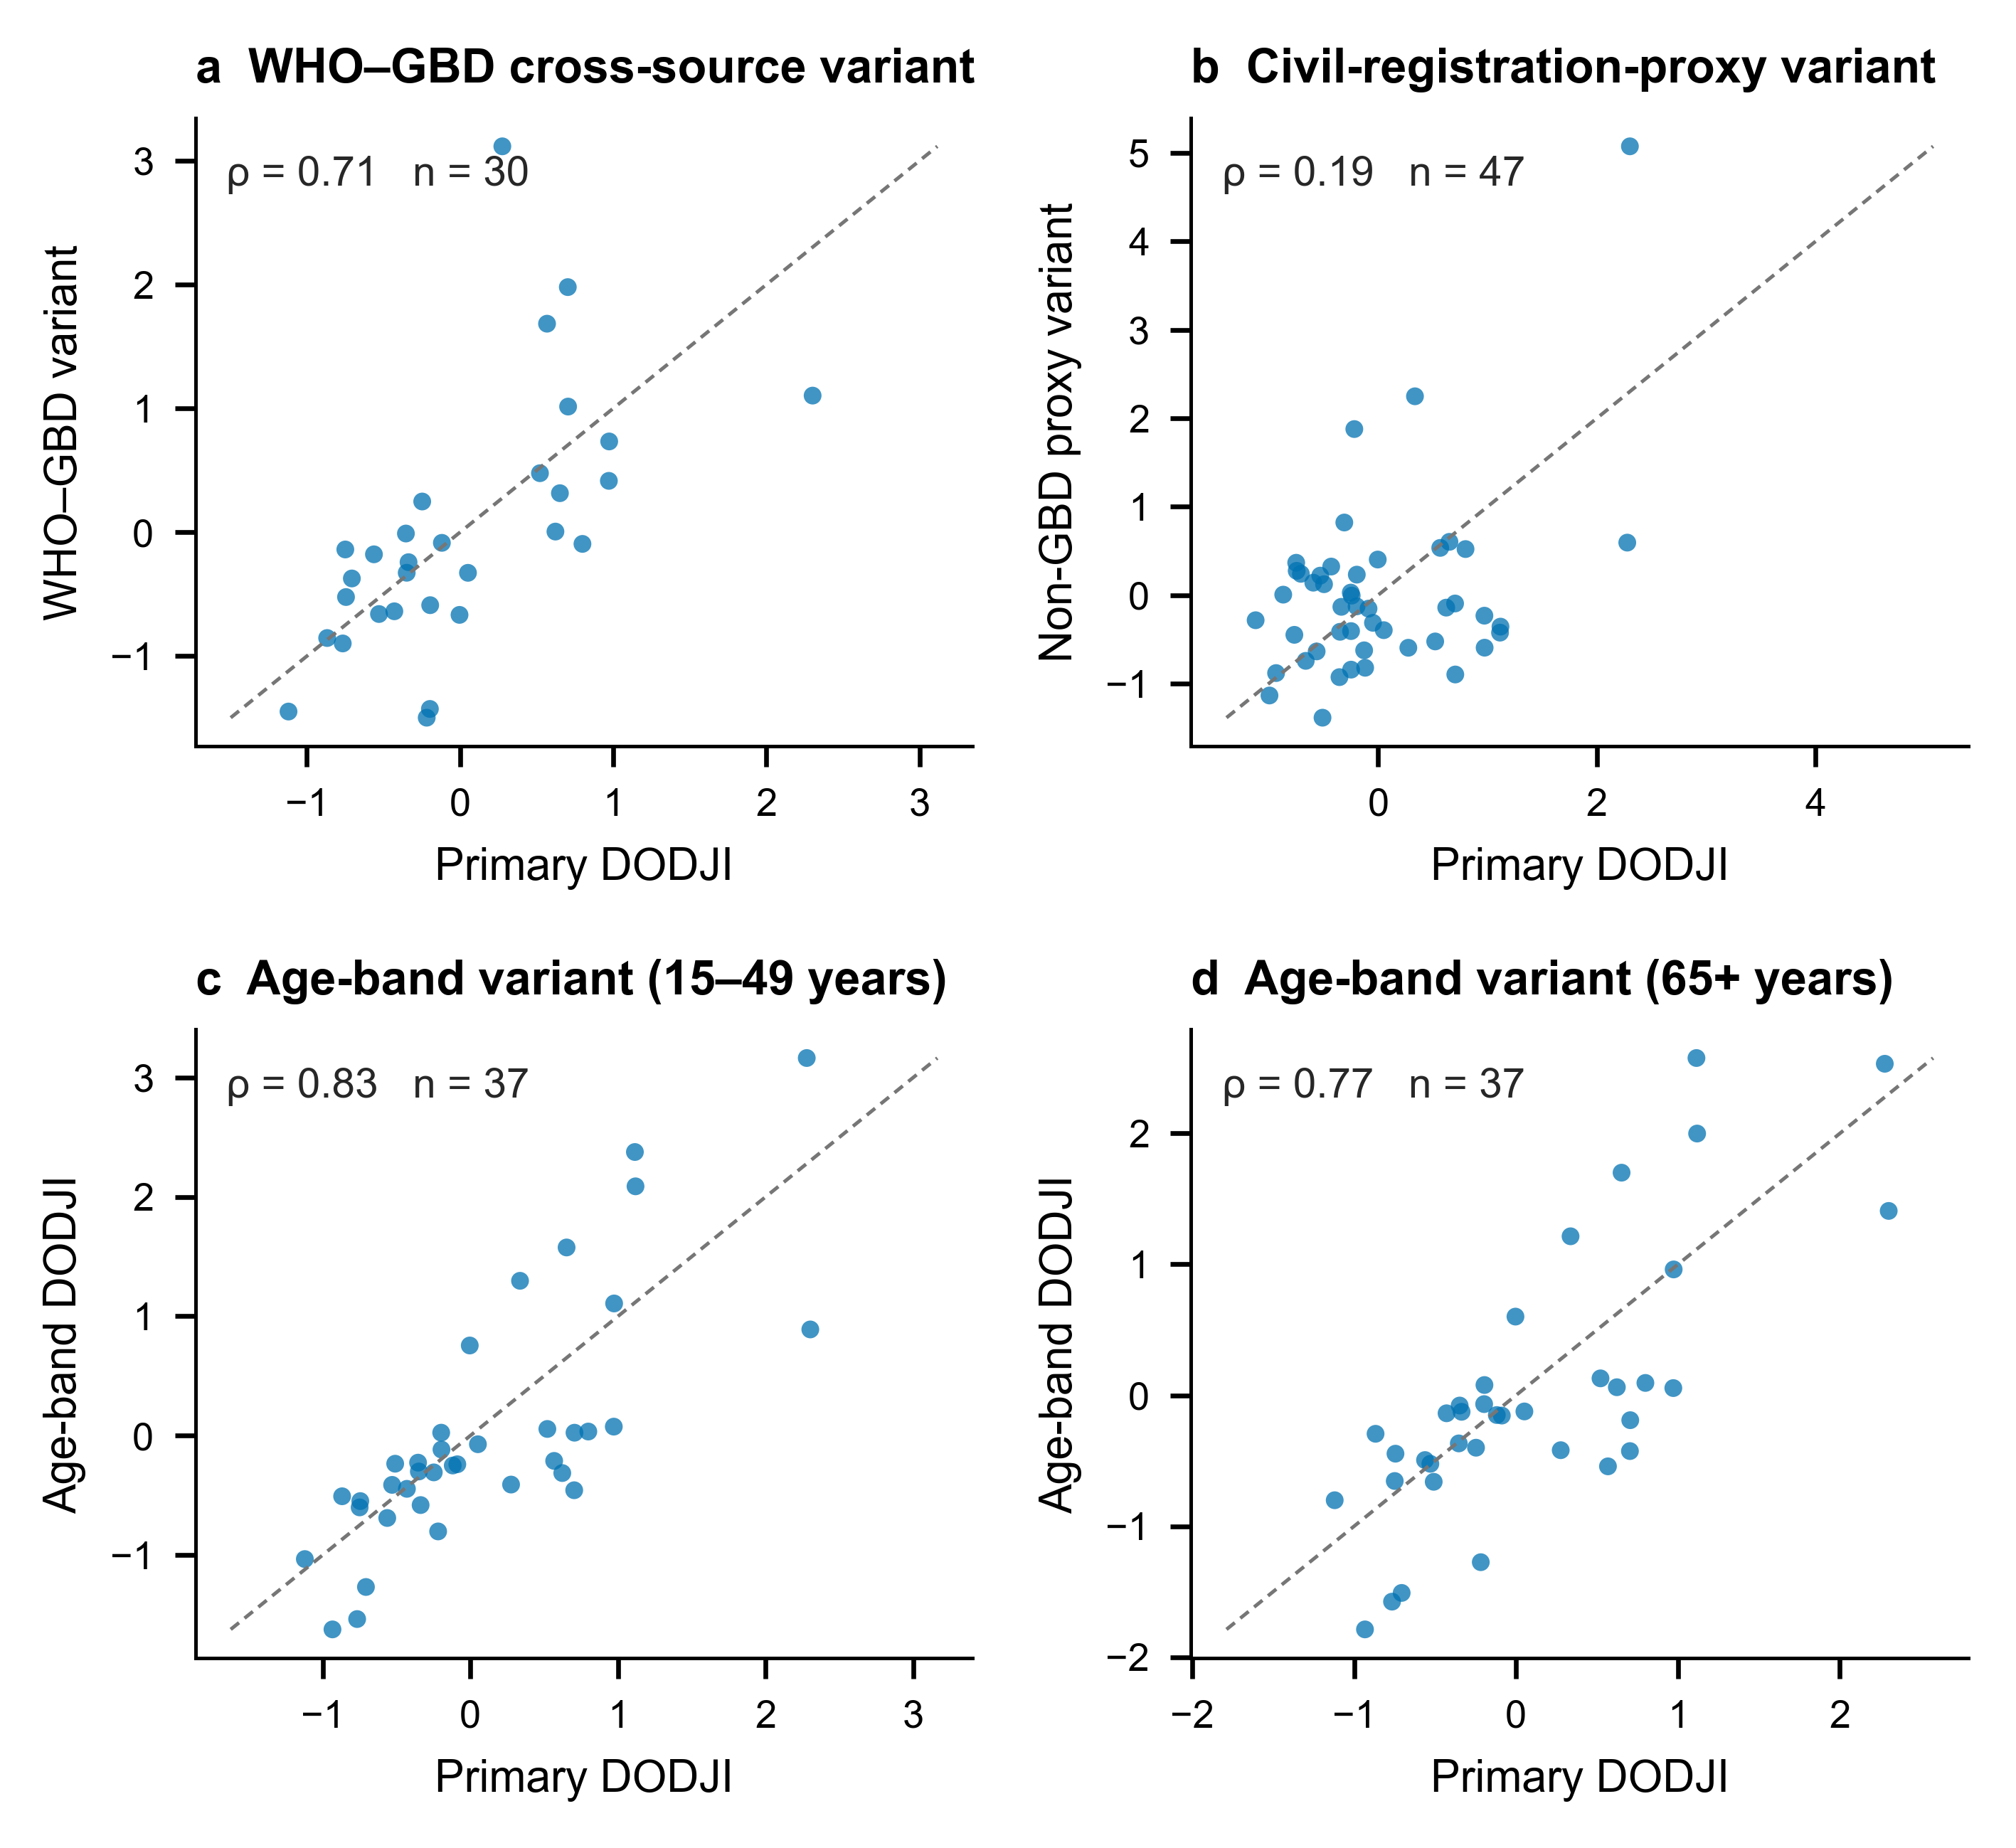 a WHO–GBD cross-source variant
ρ = 0.71 n = 30
WHO–GBD variant
3
2
1
0
−1
−1 0 1 2 3
Primary DODJI
b Civil-registration-proxy variant
ρ = 0.19 n = 47
Non-GBD proxy variant
5
4
3
2
1
0
−1
0 2 4
Primary DODJI
c Age-band variant (15–49 years)
ρ = 0.83 n = 37
Age-band DODJI
3
2
1
0
−1
−1 0 1 2 3
Primary DODJI
d Age-band variant (65+ years)
ρ = 0.77 n = 37
Age-band DODJI
2
1
0
−1
−2
−2 −1 0 1 2
Primary DODJI